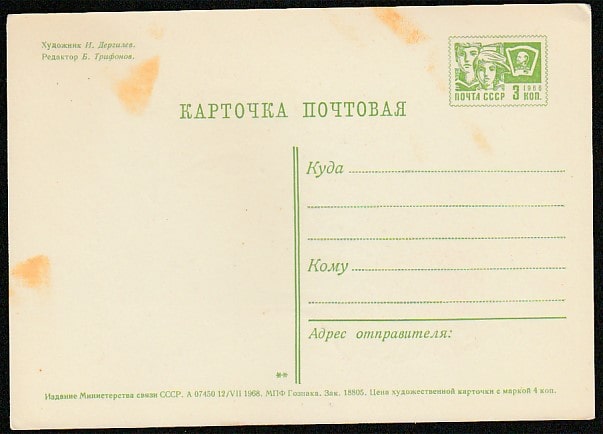 Художник И. Дергилев.
Редактор Б. Трифонов.
1966
ПОЧТА СССР 3 КОП.
КАРТОЧКА ПОЧТОВАЯ
Куда
Кому
Адрес отправителя:
**
Издание Министерства связи СССР. А 07450 12/VII 1968. МПФ Гознака. Зак. 18805. Цена художественной карточки с маркой 4 коп.